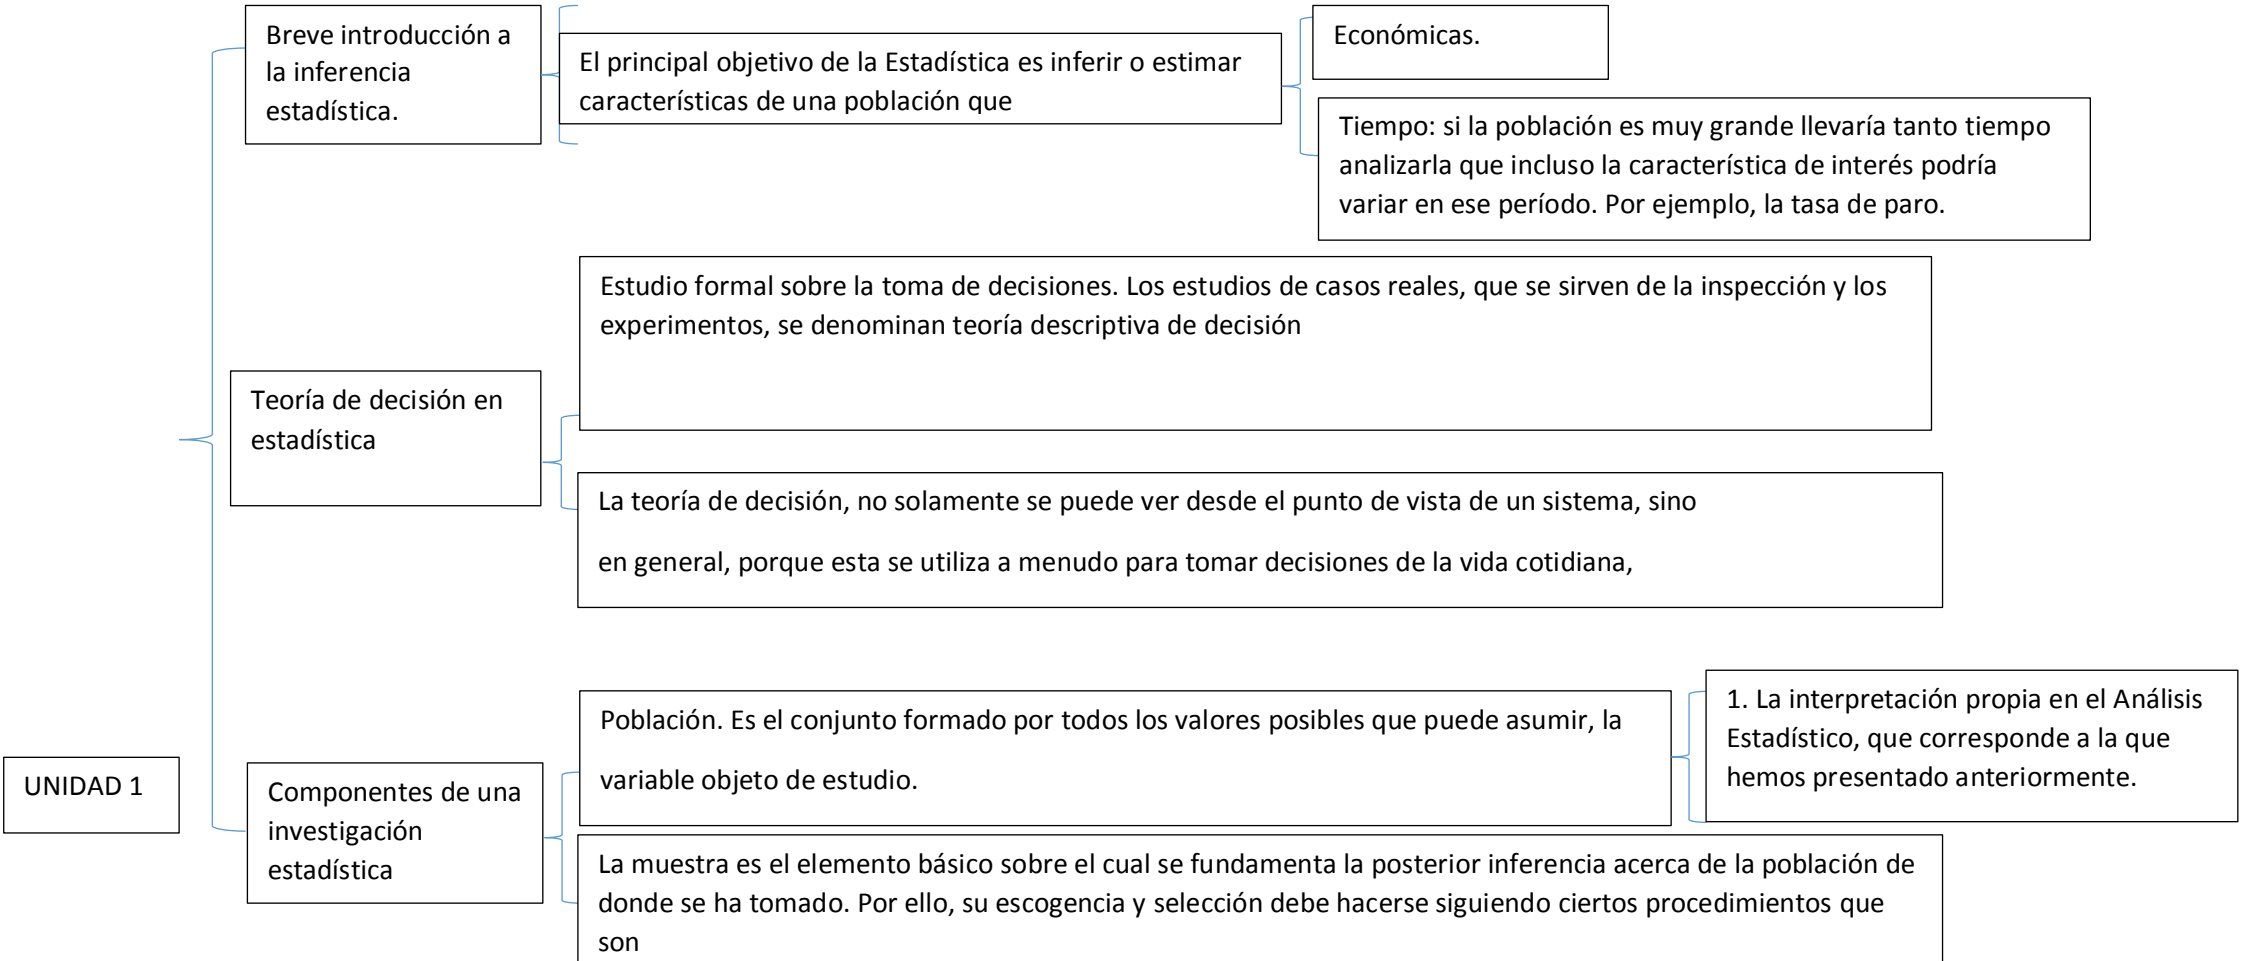 Breve introducción a
la inferencia
estadística.
El principal objetivo de la Estadística es inferir o estimar
características de una población que
Económicas.
Tiempo: si la población es muy grande llevaría tanto tiempo
analizarla que incluso la característica de interés podría
variar en ese período. Por ejemplo, la tasa de paro.
Teoría de decisión en
estadística
Estudio formal sobre la toma de decisiones. Los estudios de casos reales, que se sirven de la inspección y los
experimentos, se denominan teoría descriptiva de decisión
La teoría de decisión, no solamente se puede ver desde el punto de vista de un sistema, sino
en general, porque esta se utiliza a menudo para tomar decisiones de la vida cotidiana,
UNIDAD 1
Componentes de una
investigación
estadística
Población. Es el conjunto formado por todos los valores posibles que puede asumir, la
variable objeto de estudio.
1. La interpretación propia en el Análisis
Estadístico, que corresponde a la que
hemos presentado anteriormente.
La muestra es el elemento básico sobre el cual se fundamenta la posterior inferencia acerca de la población de
donde se ha tomado. Por ello, su escogencia y selección debe hacerse siguiendo ciertos procedimientos que
son